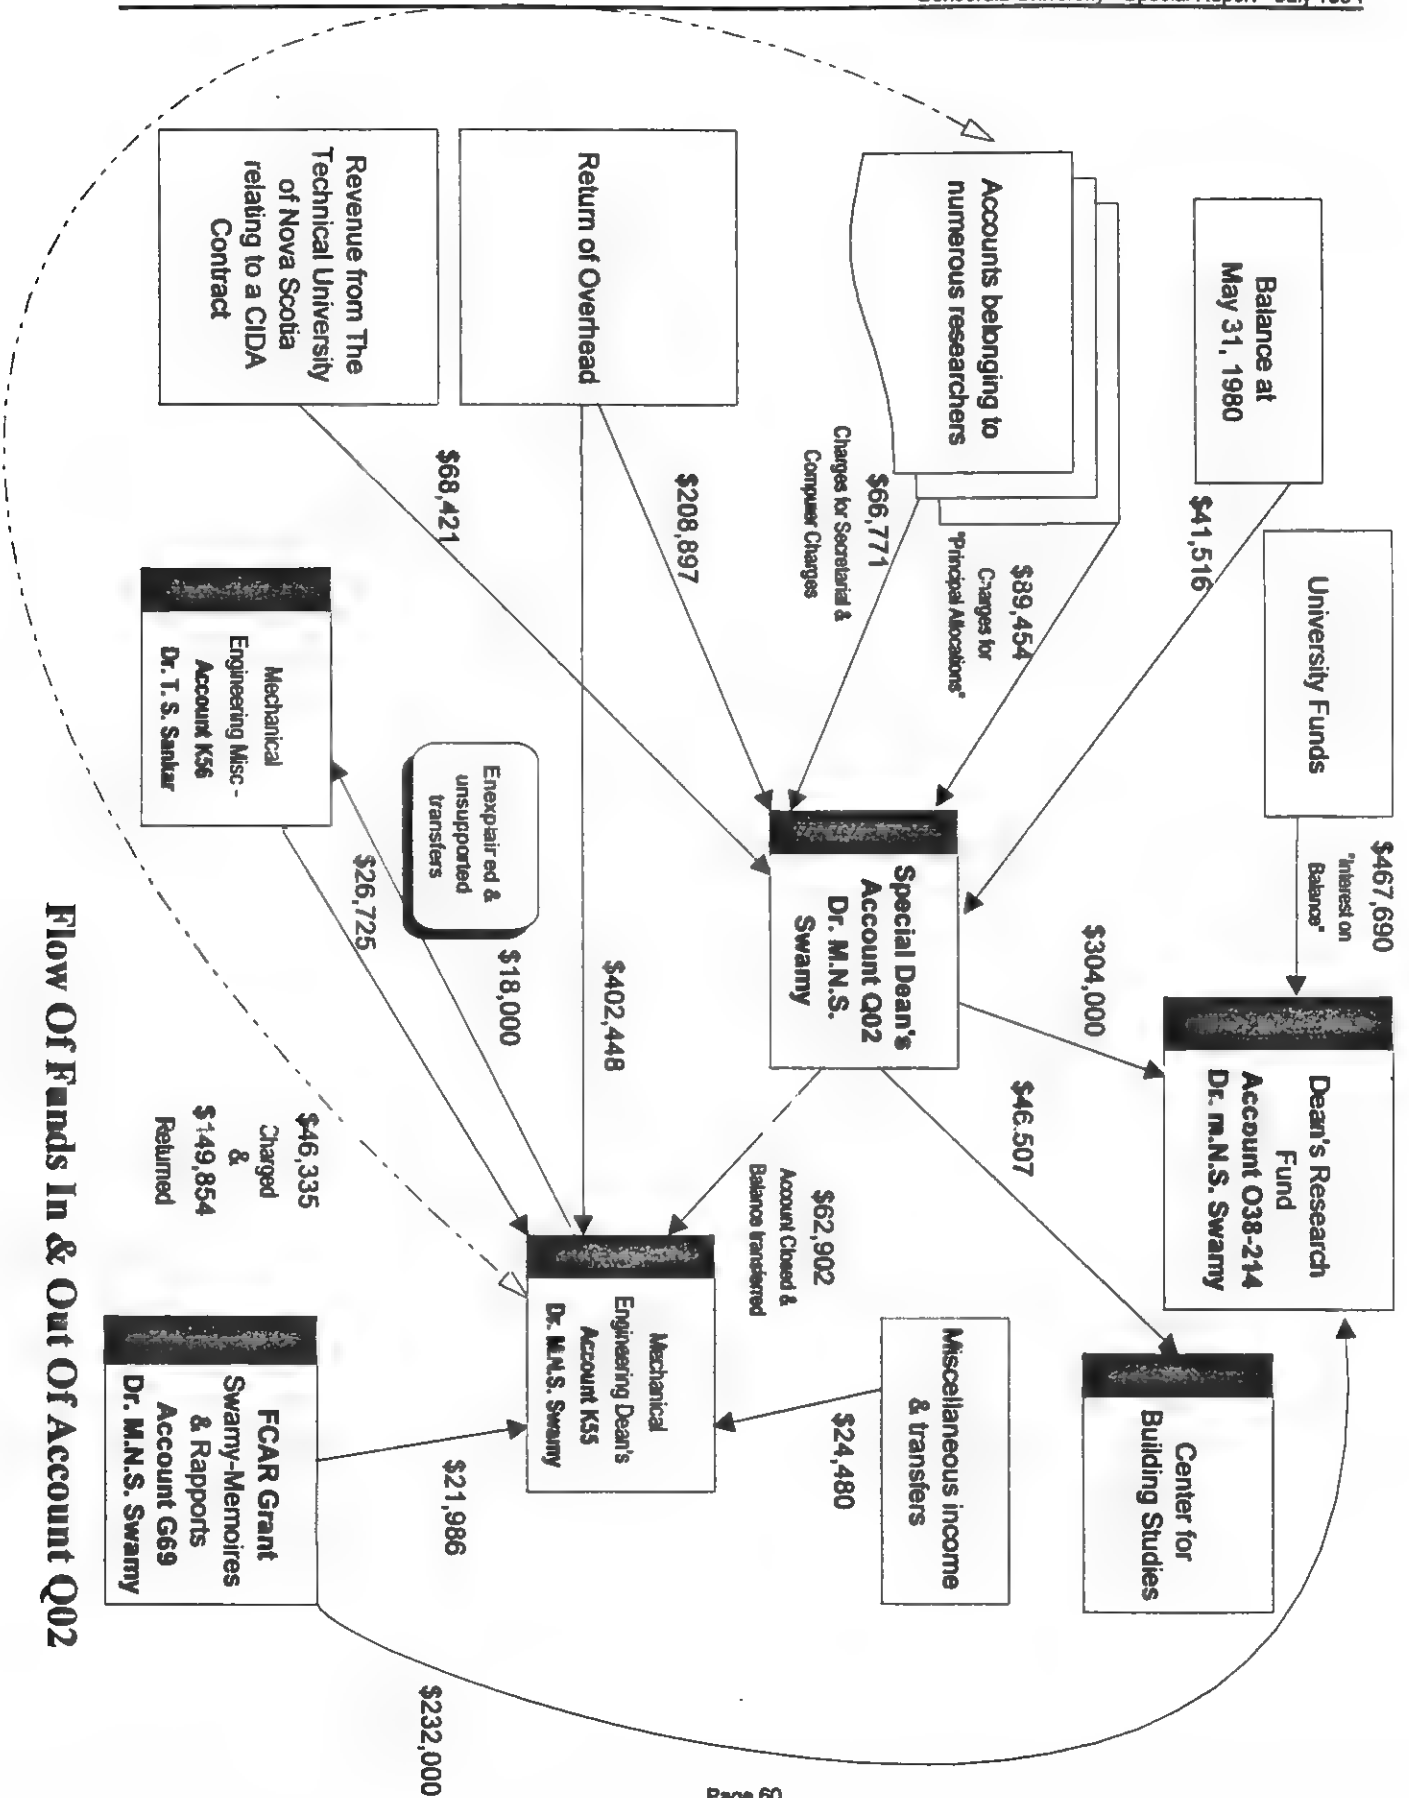 Concordia University - Special Report - July 1994
Balance at
May 31, 1980
$41,516
University Funds
$467,690
"Interest on
Balance"
Dean's Research
Fund
Account O38-214
Dr. m.N.S. Swamy
Accounts belonging to
numerous researchers
$89,454
Charges for
"Principal Allocations"
$66,771
Charges for Secretarial &
Computer Charges
$304,000
Special Dean's
Account Q02
Dr. M.N.S.
Swamy
$46.507
Center for
Building Studies
Return of Overhead
$208,897
$402,448
$62,902
Account Closed &
Balance transferred
Miscellaneous income
& transfers
$24,480
Revenue from The
Technical University
of Nova Scotia
relating to a CIDA
Contract
$68,421
Enexplaired &
unsupported
transfers
$18,000
$26,725
Mechanical
Engineering Misc -
Account K56
Dr. T. S. Sankar
Mechanical
Engineering Dean's
Account K55
Dr. M.N.S. Swamy
$46,335
Charged
&
$149,854
Returned
$21,986
FCAR Grant
Swamy-Memoires
& Rapports
Account G69
Dr. M.N.S. Swamy
$232,000
Flow Of Funds In & Out Of Account Q02
Page 60